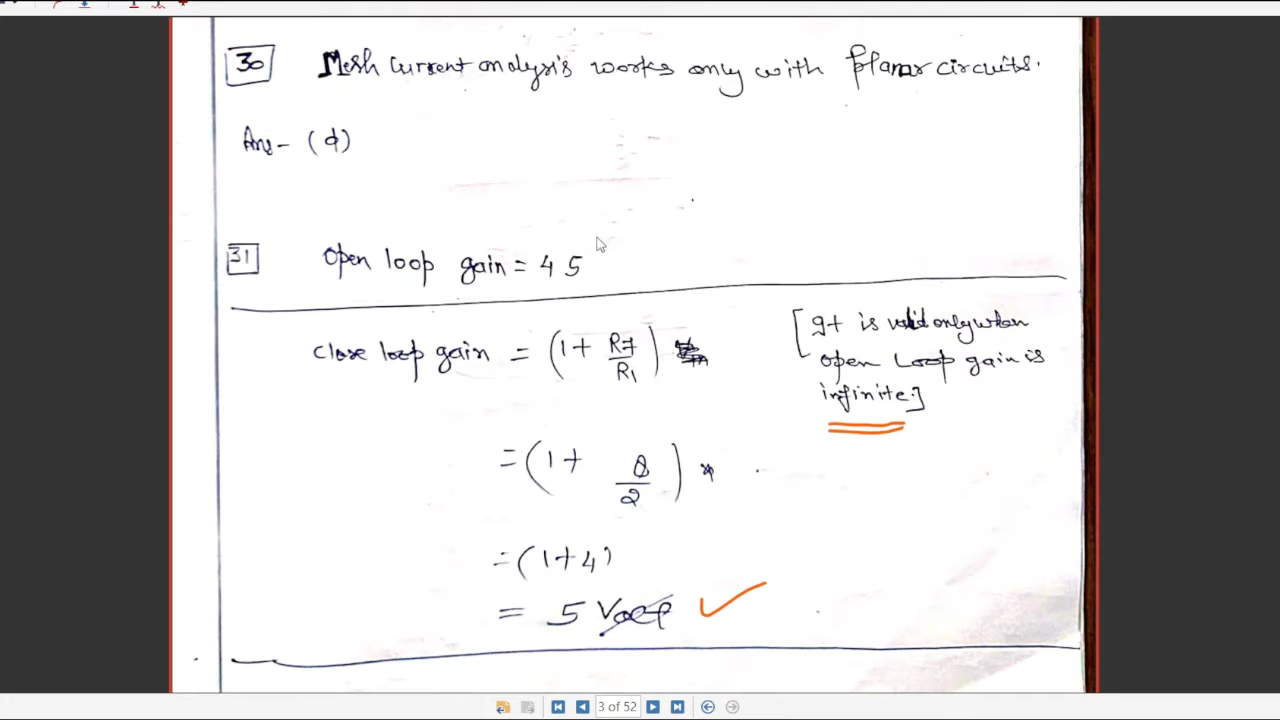 30 Mesh current analysis works only with planar circuits.
Ans - (d)
31 Open loop gain = 45
close loop gain = (1 + Rf/R1)
[It is valid only when
open loop gain is
infinite.]
= (1 + 8/2)
= (1 + 4)
= 5
3 of 52